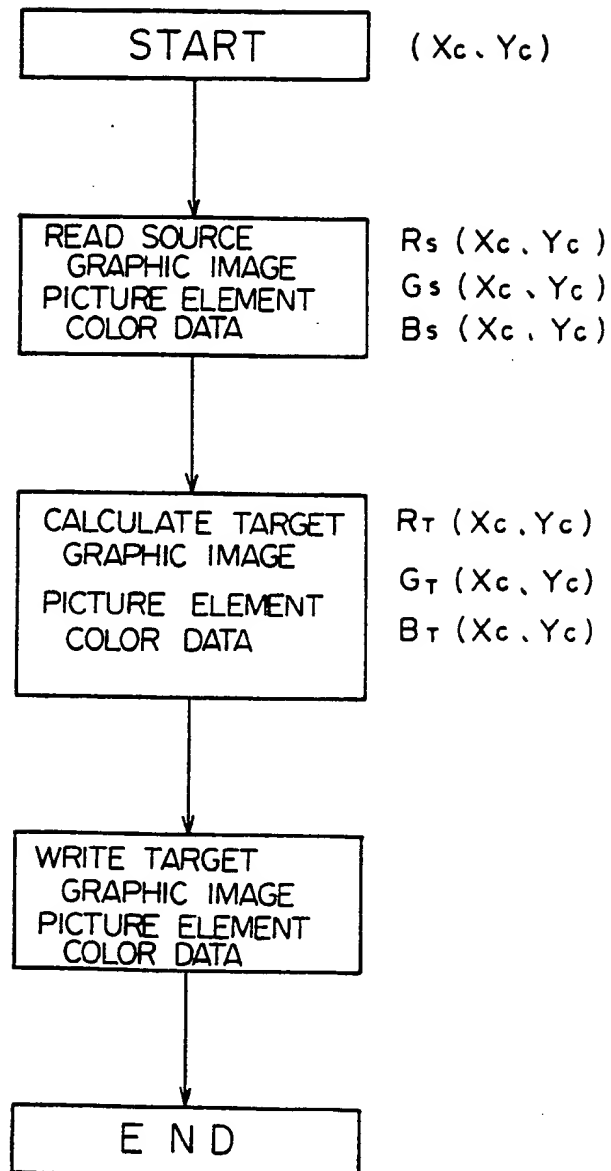 START (Xc、Yc)
READ SOURCE Rs (Xc、Yc)
GRAPHIC IMAGE Gs (Xc、Yc)
PICTURE ELEMENT Bs (Xc、Yc)
COLOR DATA
CALCULATE TARGET RT (Xc、Yc)
GRAPHIC IMAGE GT (Xc、Yc)
PICTURE ELEMENT BT (Xc、Yc)
COLOR DATA
WRITE TARGET
GRAPHIC IMAGE
PICTURE ELEMENT
COLOR DATA
END